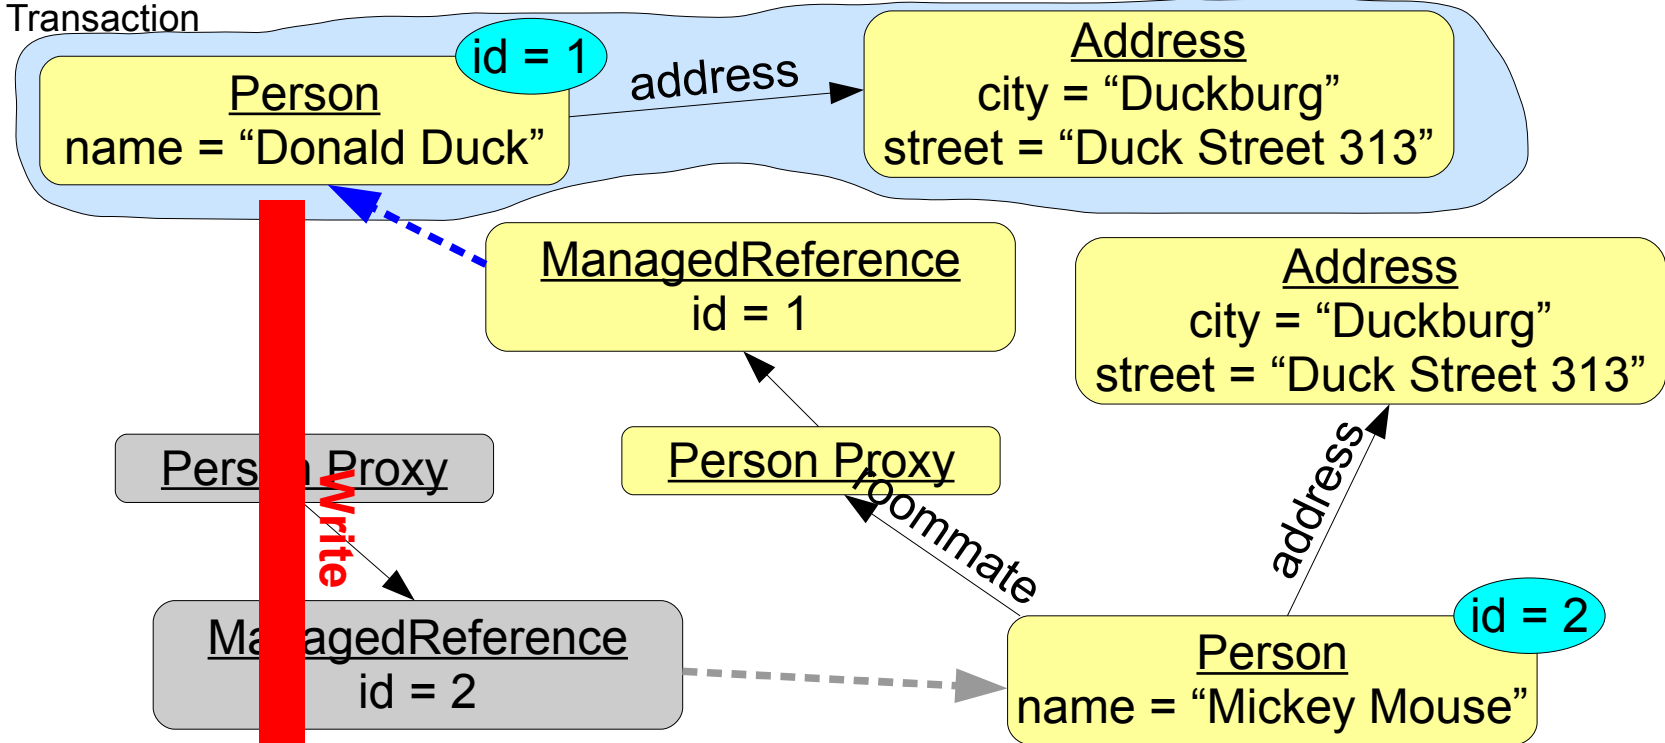 Transaction
id = 1
Person
name = “Donald Duck”
address
Address
city = “Duckburg”
street = “Duck Street 313”
ManagedReference
id = 1
Address
city = “Duckburg”
street = “Duck Street 313”
Person Proxy
Write
Person Proxy
roommate
address
ManagedReference
id = 2
id = 2
Person
name = “Mickey Mouse”